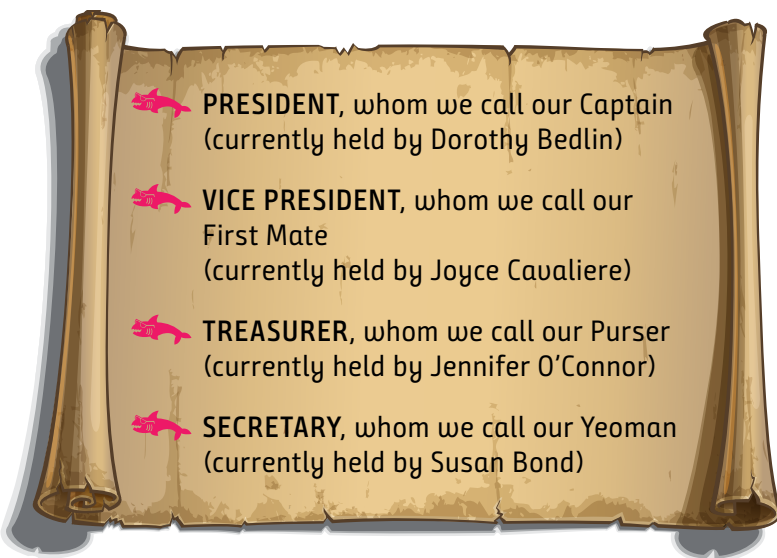 PRESIDENT, whom we call our Captain
(currently held by Dorothy Bedlin)
VICE PRESIDENT, whom we call our
First Mate
(currently held by Joyce Cavaliere)
TREASURER, whom we call our Purser
(currently held by Jennifer O’Connor)
SECRETARY, whom we call our Yeoman
(currently held by Susan Bond)